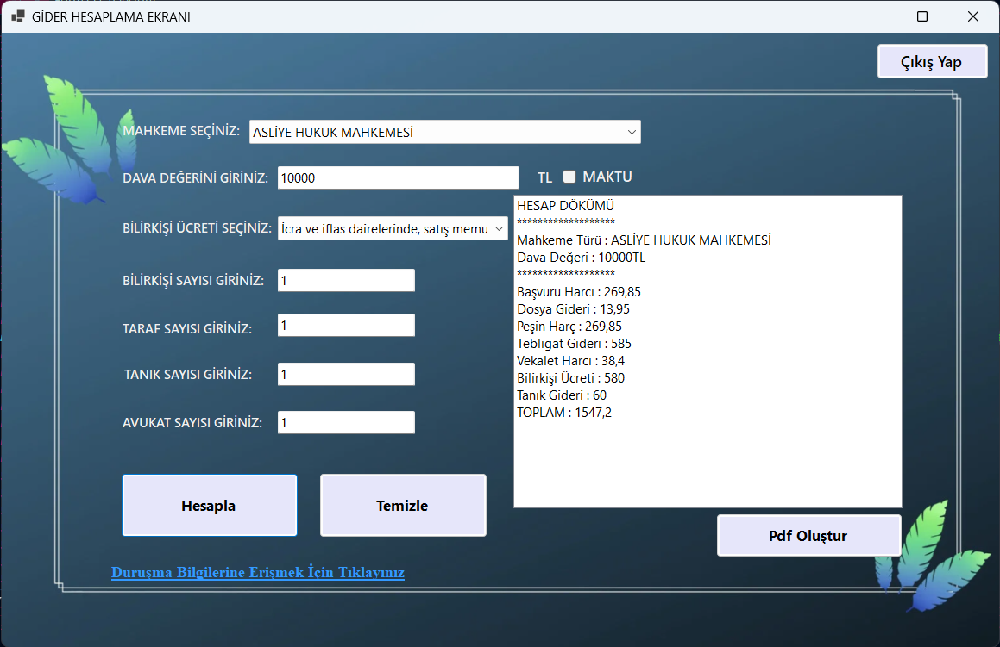 GİDER HESAPLAMA EKRANI
Çıkış Yap
MAHKEME SEÇİNİZ: ASLİYE HUKUK MAHKEMESİ
DAVA DEĞERİNİ GİRİNİZ: 10000 TL MAKTU
BİLİRKİŞİ ÜCRETİ SEÇİNİZ: İcra ve iflas dairelerinde, satış memu
BİLİRKİŞİ SAYISI GİRİNİZ: 1
TARAF SAYISI GİRİNİZ: 1
TANIK SAYISI GİRİNİZ: 1
AVUKAT SAYISI GİRİNİZ: 1
HESAP DÖKÜMÜ
*******************
Mahkeme Türü : ASLİYE HUKUK MAHKEMESİ
Dava Değeri : 10000TL
*******************
Başvuru Harcı : 269,85
Dosya Gideri : 13,95
Peşin Harç : 269,85
Tebligat Gideri : 585
Vekalet Harcı : 38,4
Bilirkişi Ücreti : 580
Tanık Gideri : 60
TOPLAM : 1547,2
Hesapla
Temizle
Pdf Oluştur
Duruşma Bilgilerine Erişmek İçin Tıklayınız